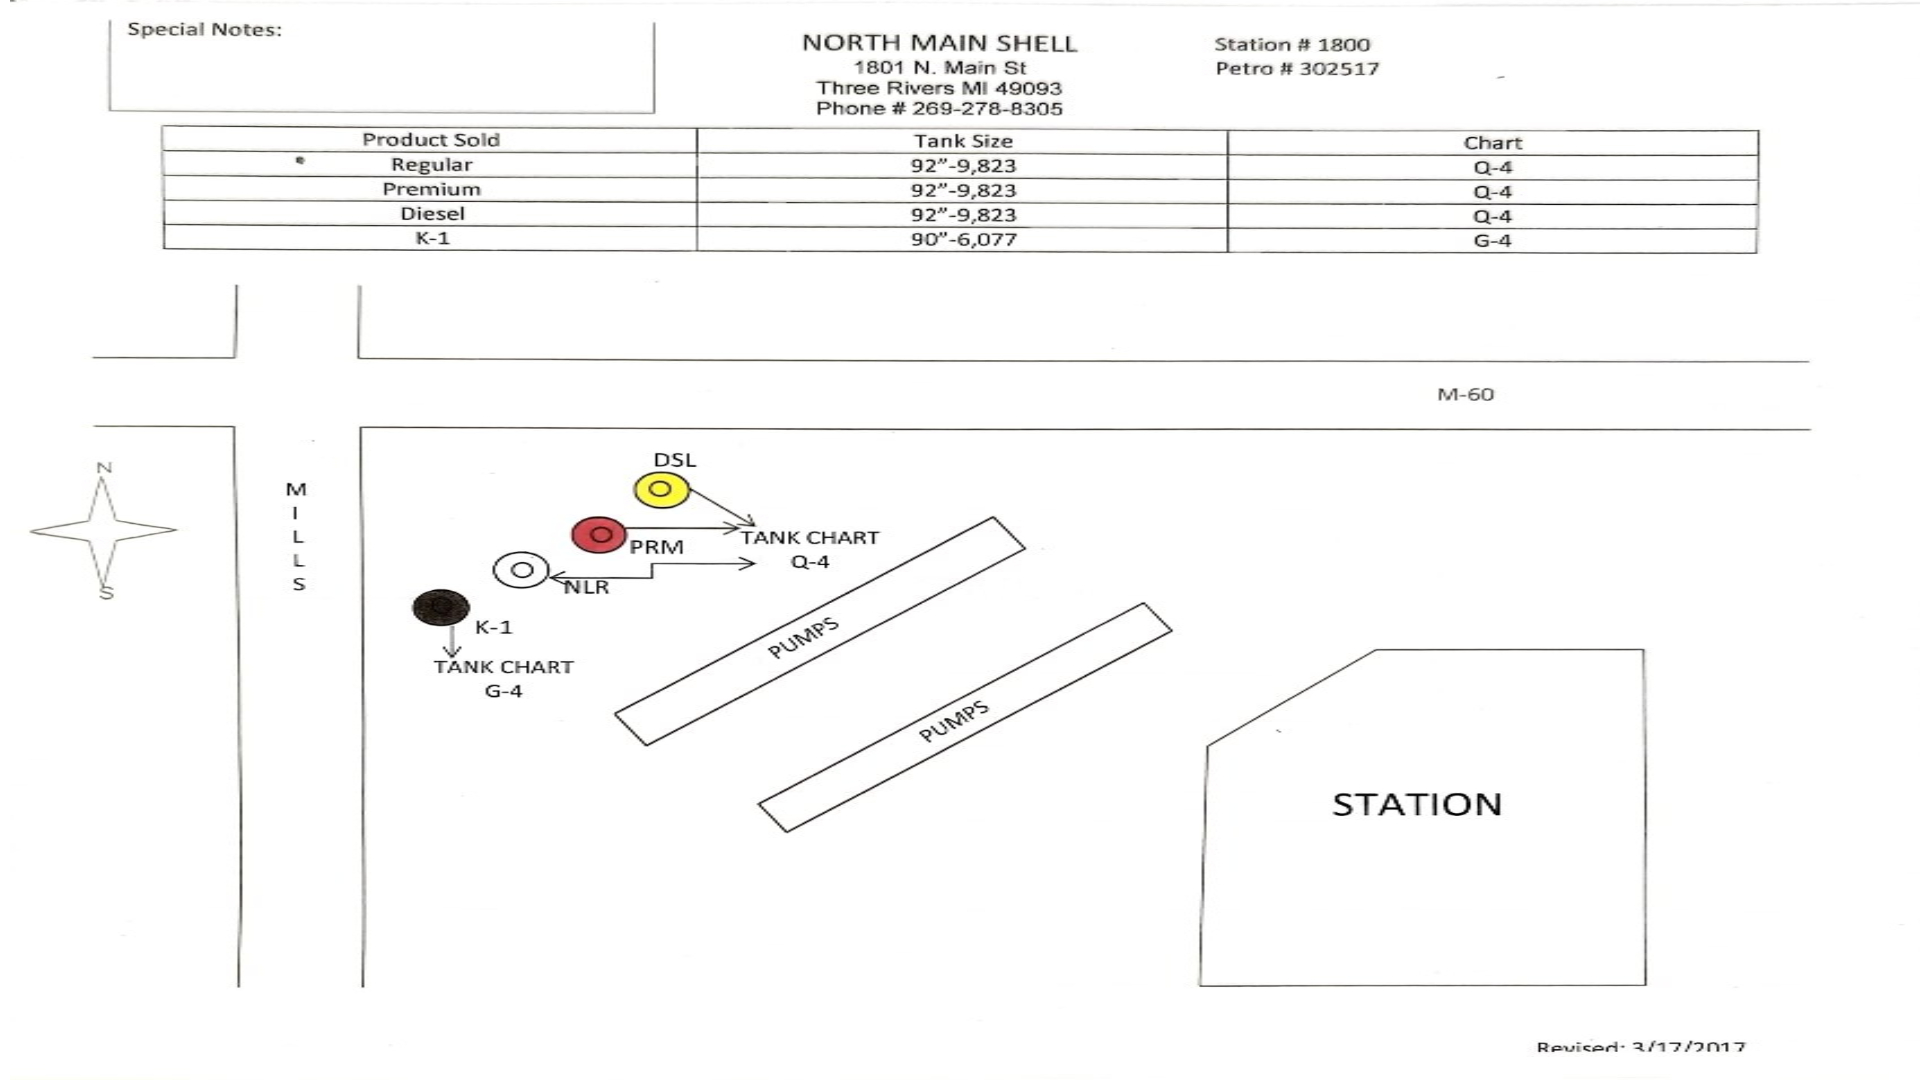 Special Notes:
NORTH MAIN SHELL
1801 N. Main St
Three Rivers MI 49093
Phone # 269-278-8305
Station # 1800
Petro # 302517
Product Sold Tank Size Chart
Regular 92”-9,823 Q-4
Premium 92”-9,823 Q-4
Diesel 92”-9,823 Q-4
K-1 90”-6,077 G-4
M-60
N
S
MILLS
DSL
PRM
TANK CHART
Q-4
NLR
K-1
TANK CHART
G-4
PUMPS
PUMPS
STATION
Revised: 3/17/2017